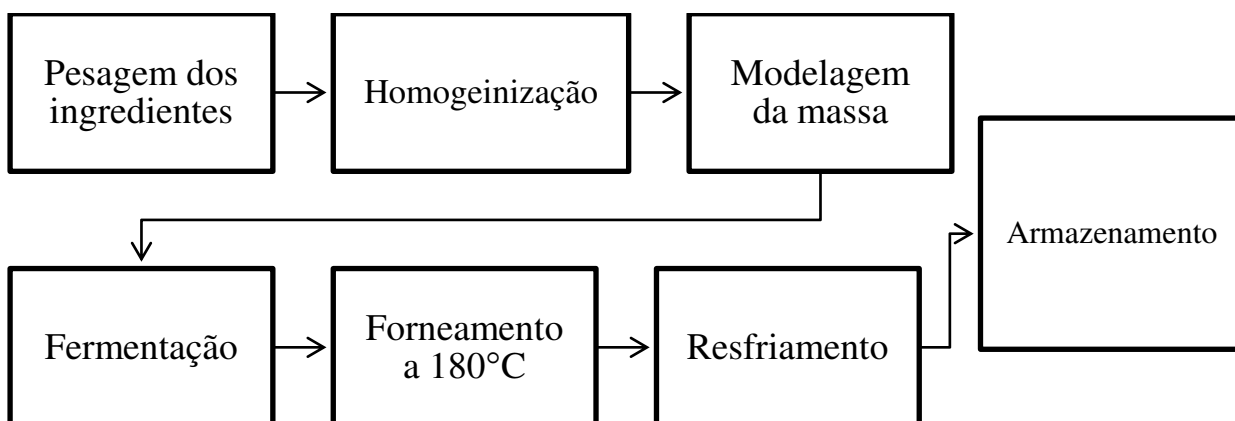 Pesagem dos
ingredientes
Homogeinização
Modelagem
da massa
Fermentação
Forneamento
a 180°C
Resfriamento
Armazenamento